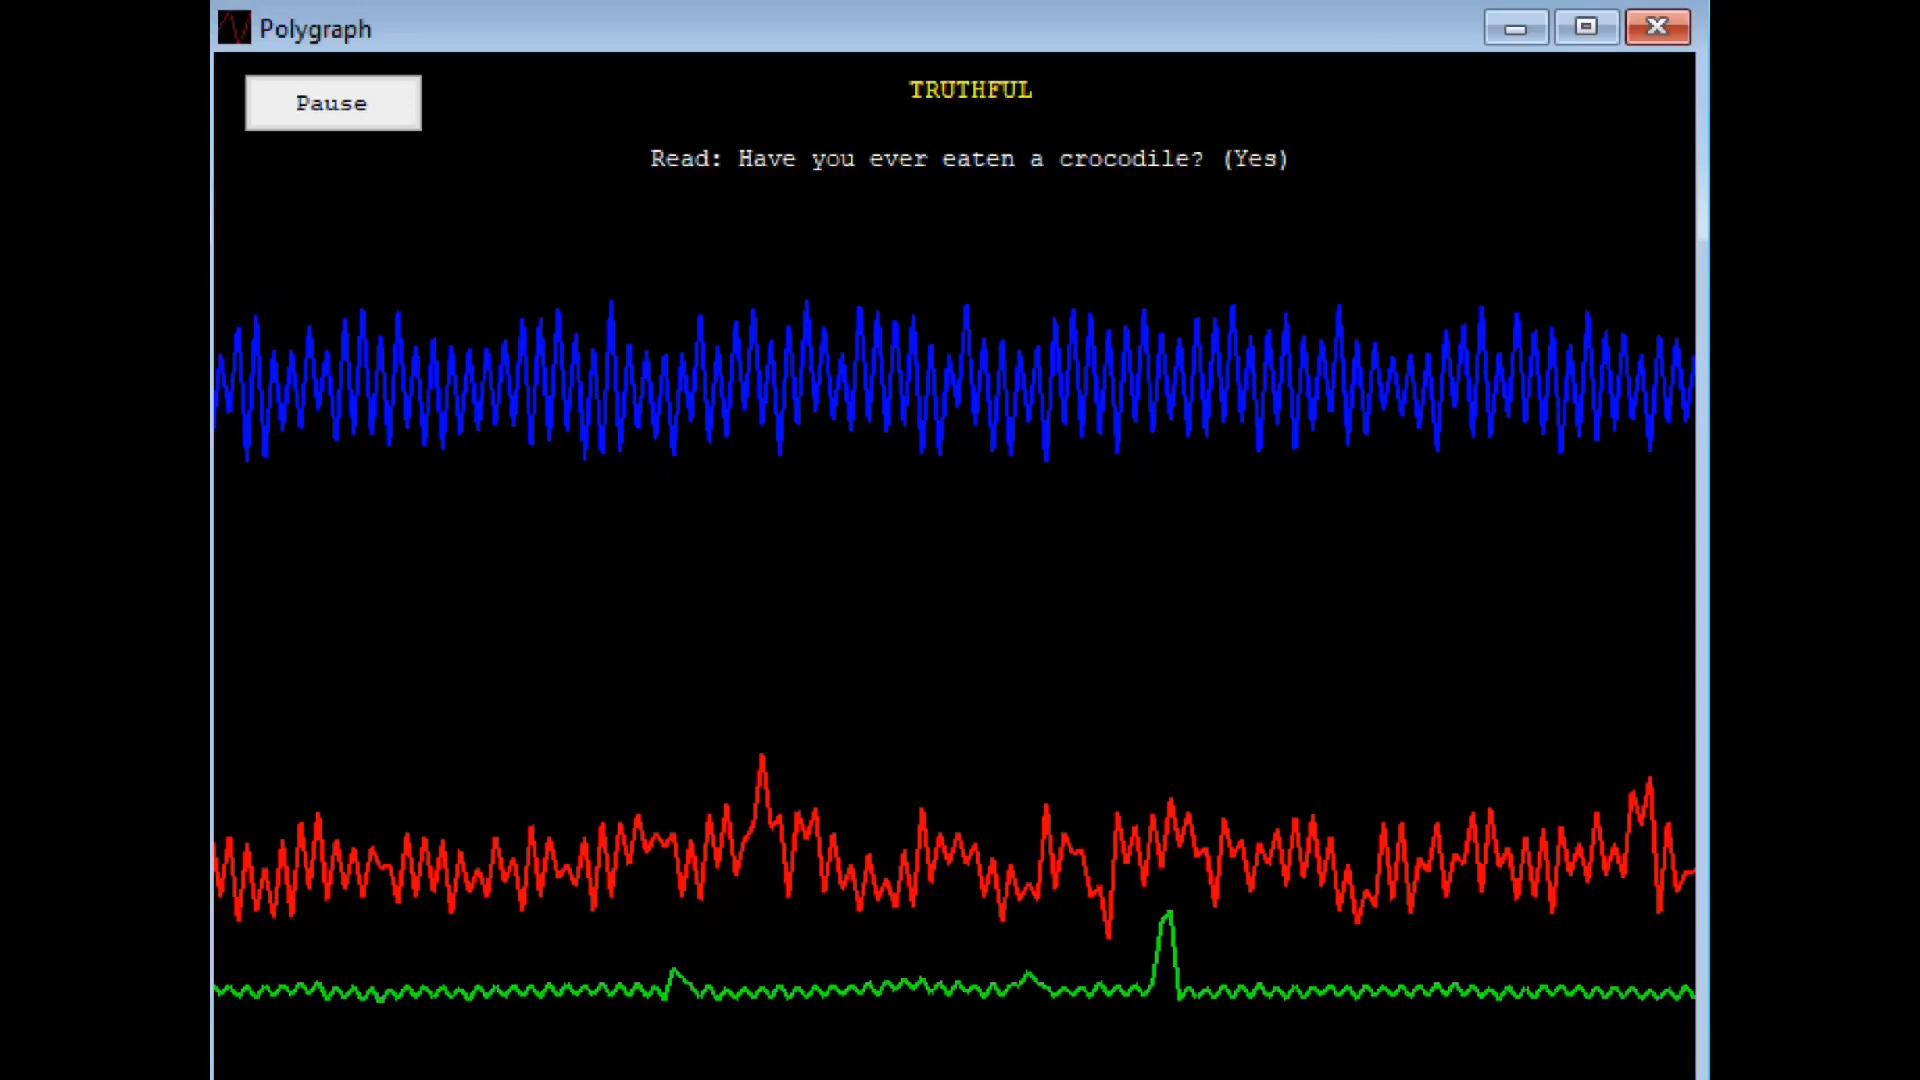 Polygraph
Pause
TRUTHFUL
Read: Have you ever eaten a crocodile? (Yes)